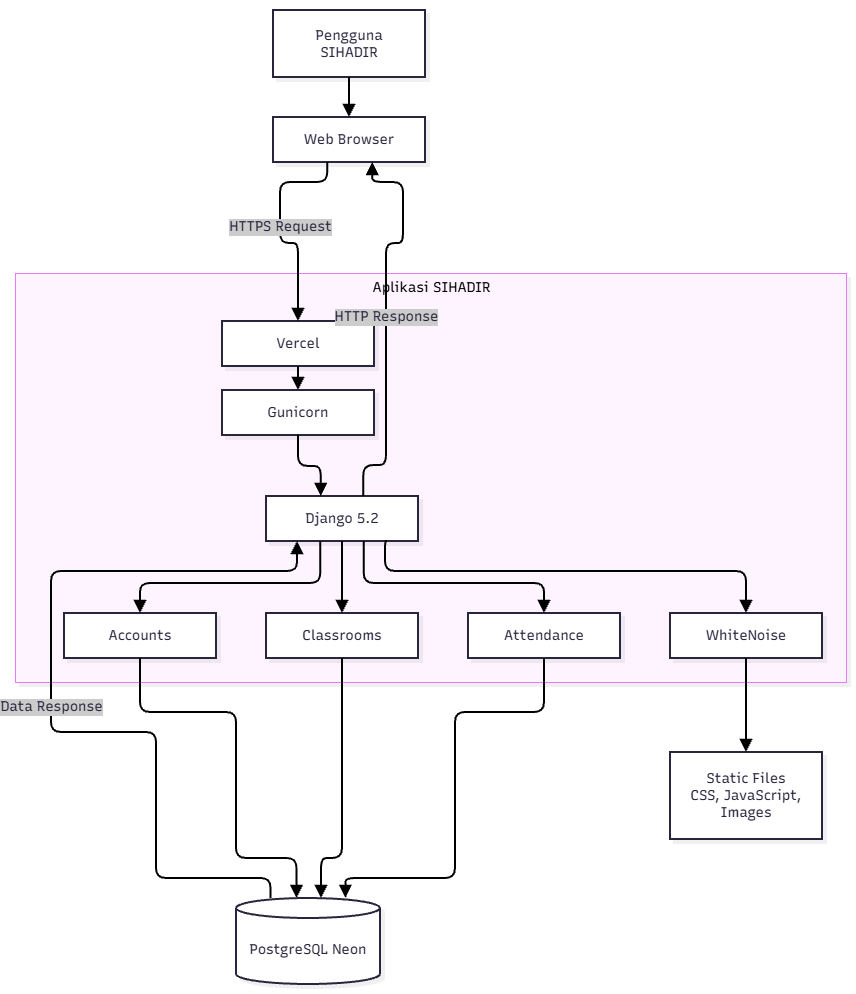 Pengguna
SIHADIR
Web Browser
HTTPS Request
Aplikasi SIHADIR
HTTP Response
Vercel
Gunicorn
Django 5.2
Accounts
Classrooms
Attendance
WhiteNoise
Data Response
Static Files
CSS, JavaScript,
Images
PostgreSQL Neon